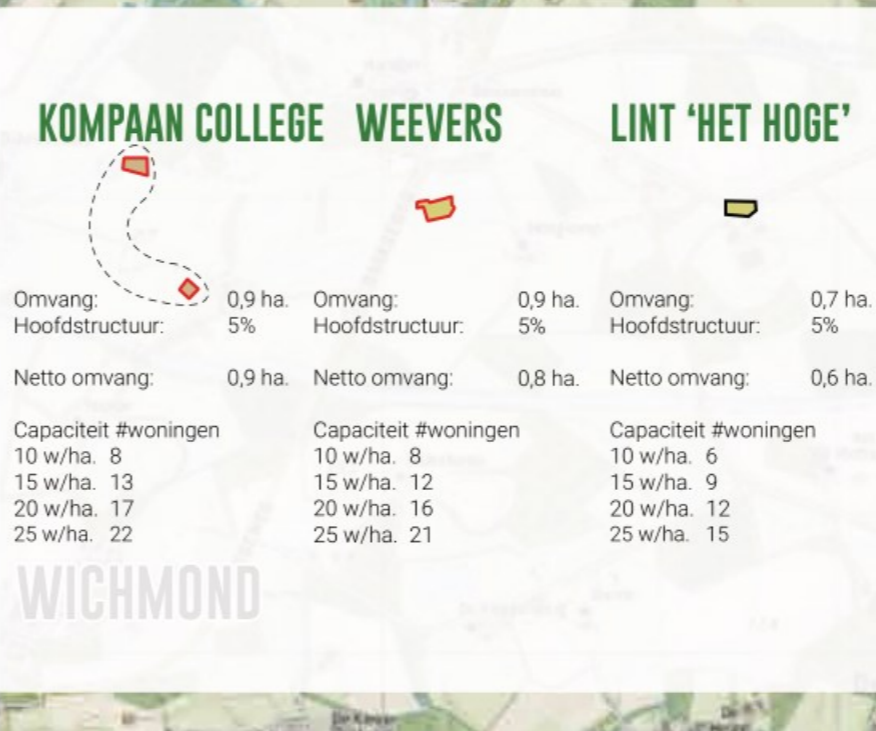 KOMPAAN COLLEGE
Omvang: 0,9 ha.
Hoofdstructuur: 5%
Netto omvang: 0,9 ha.
Capaciteit #woningen
10 w/ha. 8
15 w/ha. 13
20 w/ha. 17
25 w/ha. 22
WEEVERS
Omvang: 0,9 ha.
Hoofdstructuur: 5%
Netto omvang: 0,8 ha.
Capaciteit #woningen
10 w/ha. 8
15 w/ha. 12
20 w/ha. 16
25 w/ha. 21
LINT ‘HET HOGE’
Omvang: 0,7 ha.
Hoofdstructuur: 5%
Netto omvang: 0,6 ha.
Capaciteit #woningen
10 w/ha. 6
15 w/ha. 9
20 w/ha. 12
25 w/ha. 15
WICHMOND